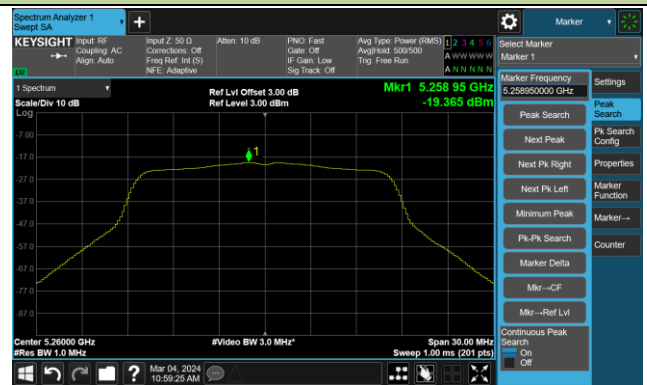 Spectrum Analyzer 1
Swept SA
+
Marker
KEYSIGHT
Input: RF
Coupling: AC
Align: Auto
Input Z: 50 Ω
Corrections: Off
Freq Ref: Int (S)
NFE: Adaptive
Atten: 10 dB
PNO: Fast
Gate: Off
IF Gain: Low
Sig Track: Off
Avg Type: Power (RMS)
Avg|Hold: 500/500
Trig: Free Run
1 2 3 4 5 6
A W W W W W
A N N N N N
LW
Select Marker
Marker 1
1 Spectrum
Scale/Div 10 dB
Log
Ref Lvl Offset 3.00 dB
Ref Level 3.00 dBm
Mkr1 5.258 95 GHz
-19.365 dBm
1
-7.00
-17.0
-27.0
-37.0
-47.0
-57.0
-67.0
-77.0
-87.0
Center 5.26000 GHz
#Res BW 1.0 MHz
#Video BW 3.0 MHz*
Span 30.00 MHz
Sweep 1.00 ms (201 pts)
Marker Frequency
5.258950000 GHz
Peak Search
Next Peak
Next Pk Right
Next Pk Left
Minimum Peak
Pk-Pk Search
Marker Delta
Mkr→CF
Mkr→Ref Lvl
Continuous Peak
Search
On
Off
Settings
Peak
Search
Pk Search
Config
Properties
Marker
Function
Marker→
Counter
?
Mar 04, 2024
10:59:25 AM